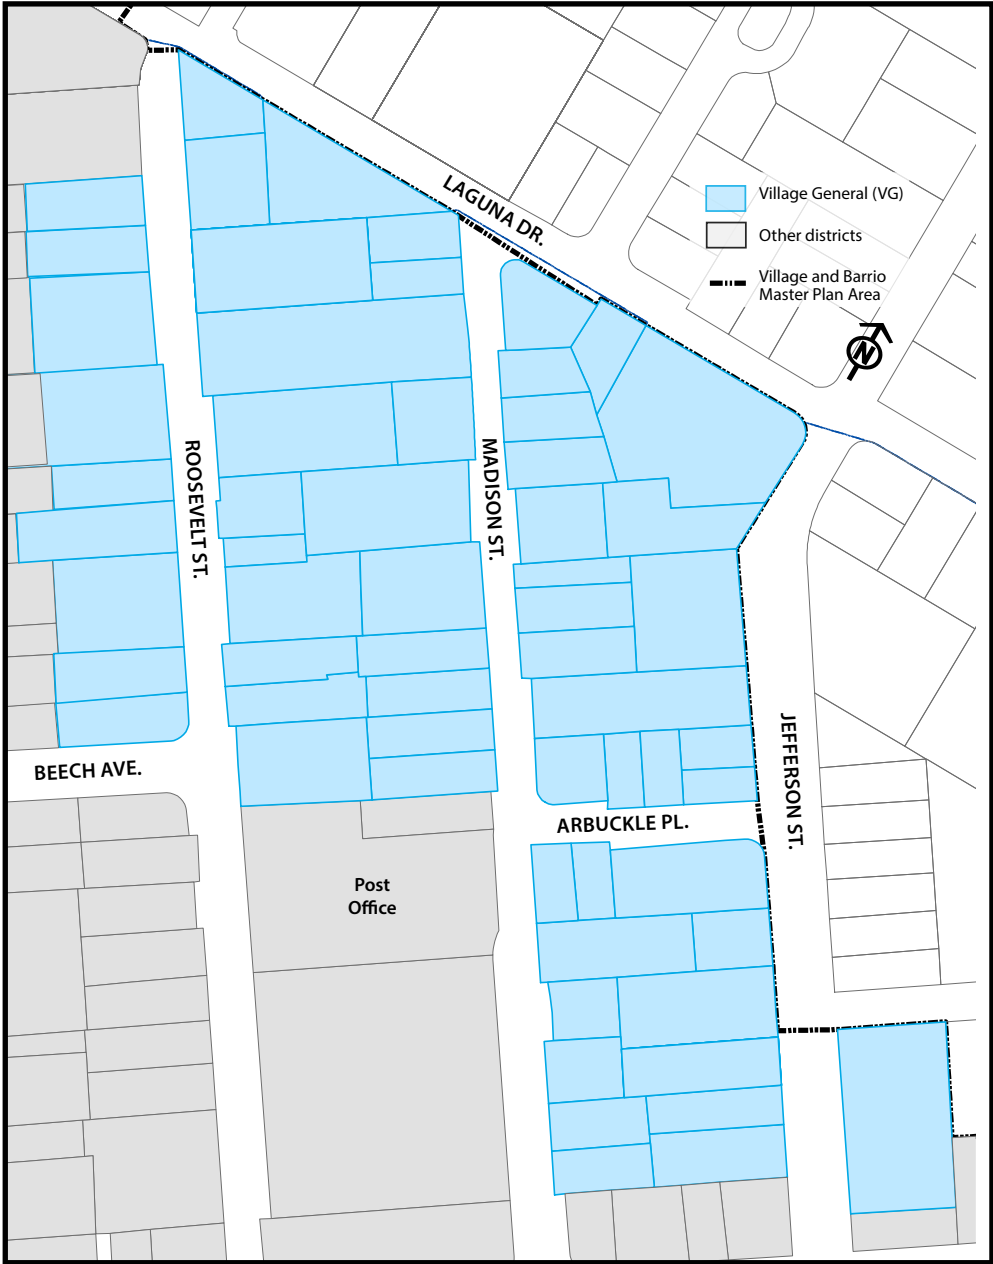 LAGUNA DR.
Village General (VG)
Other districts
Village and Barrio
Master Plan Area
N
ROOSEVELT ST.
MADISON ST.
JEFFERSON ST.
BEECH AVE.
ARBUCKLE PL.
Post
Office